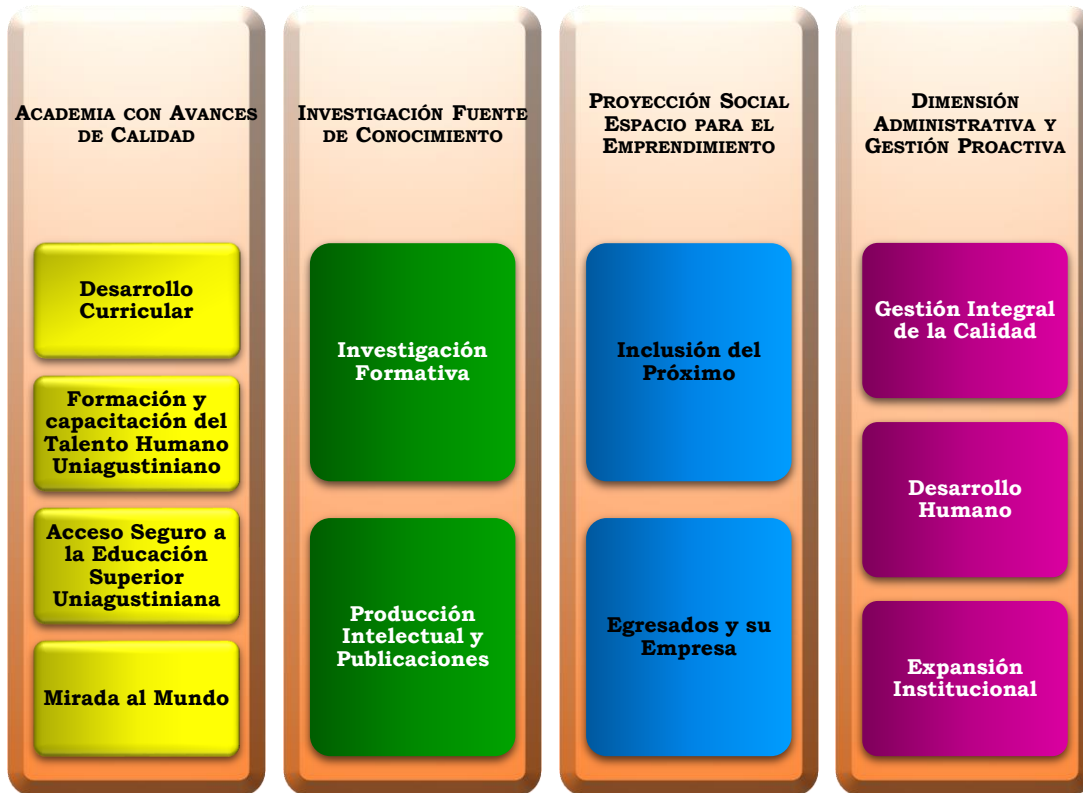 Academia con Avances
de Calidad
Desarrollo
Curricular
Formación y
capacitación del
Talento Humano
Uniagustiniano
Acceso Seguro a
la Educación
Superior
Uniagustiniana
Mirada al Mundo
Investigación Fuente
de Conocimiento
Investigación
Formativa
Producción
Intelectual y
Publicaciones
Proyección Social
Espacio para el
Emprendimiento
Inclusión del
Próximo
Egresados y su
Empresa
Dimensión
Administrativa y
Gestión Proactiva
Gestión Integral
de la Calidad
Desarrollo
Humano
Expansión
Institucional